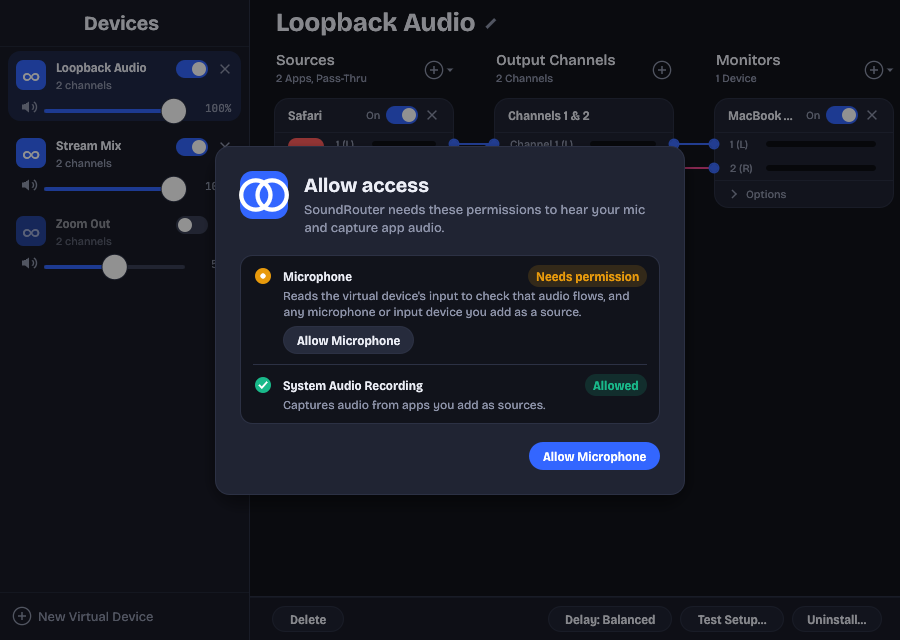 Devices
Loopback Audio
2 channels
100%
Stream Mix
2 channels
Zoom Out
2 channels
New Virtual Device
Loopback Audio
Sources
2 Apps, Pass-Thru
Output Channels
2 Channels
Monitors
1 Device
Safari
On
1 (L)
Channels 1 & 2
Channel 1 (L)
MacBook ...
On
1 (L)
2 (R)
Options
Allow access
SoundRouter needs these permissions to hear your mic
and capture app audio.
Microphone
Needs permission
Reads the virtual device's input to check that audio flows, and
any microphone or input device you add as a source.
Allow Microphone
System Audio Recording
Allowed
Captures audio from apps you add as sources.
Allow Microphone
Delete
Delay: Balanced
Test Setup...
Uninstall...